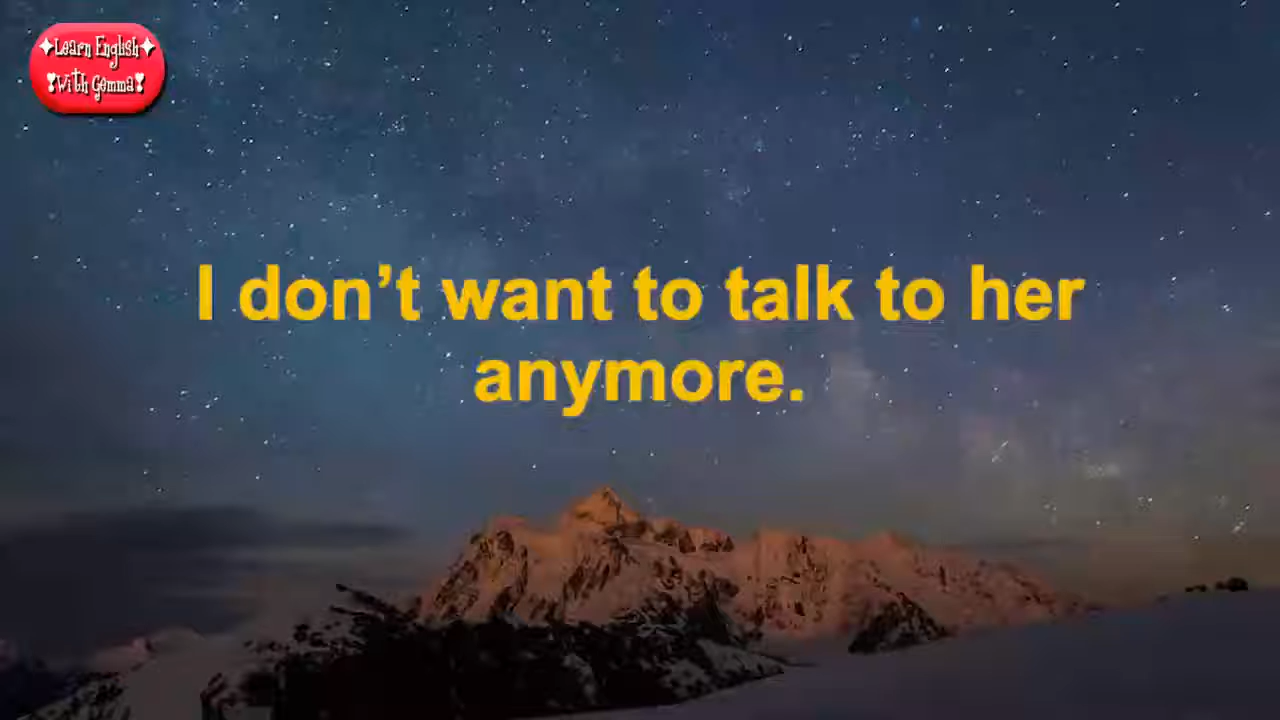 ✦Learn English✦
❣With Gemma❣
I don’t want to talk to her
anymore.